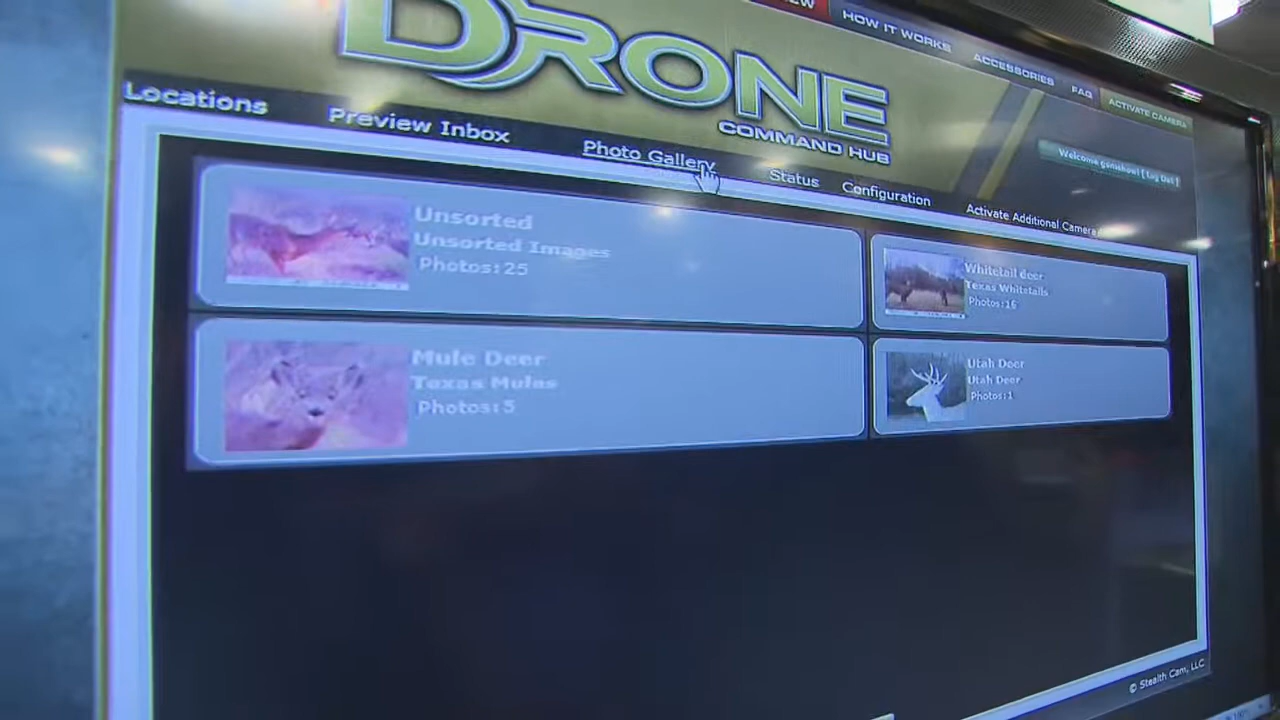 HOW IT WORKS
ACCESSORIES
FAQ
ACTIVATE CAMERA
DRONE
COMMAND HUB
Locations
Preview Inbox
Photo Gallery
Status
Configuration
Activate Additional Camera
Unsorted
Unsorted Images
Photos:25
Whitetail deer
Texas Whitetails
Photos:16
Mule Deer
Texas Mules
Photos:5
Utah Deer
Utah Deer
Photos:1
© Stealth Cam, LLC